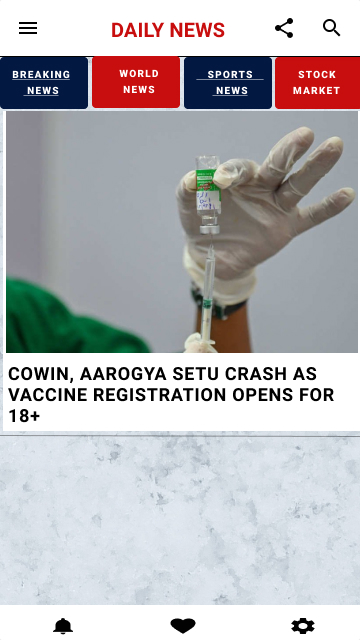 DAILY NEWS
BREAKING
NEWS
WORLD
NEWS
SPORTS
NEWS
STOCK
MARKET
COWIN, AAROGYA SETU CRASH AS
VACCINE REGISTRATION OPENS FOR
18+